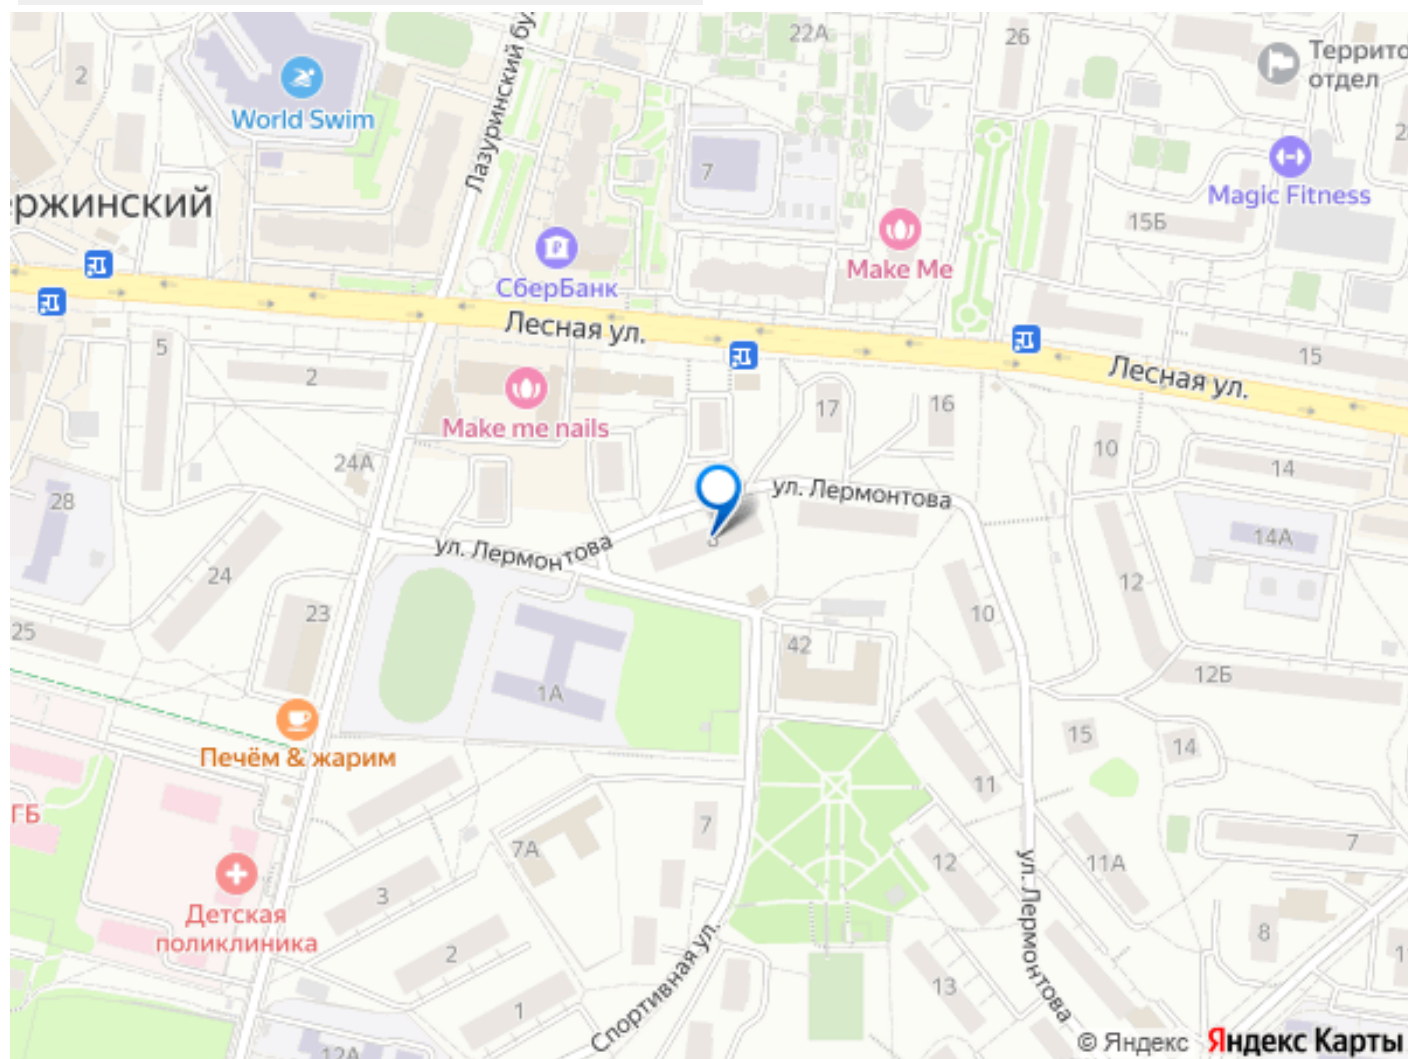 22А
26
Террито
отдел
2
World Swim
Лазуринский бу
7
Magic Fitness
15Б
ржинский
Make Me
СберБанк
Лесная ул.
5
2
15
Лесная ул.
Make me nails
17
16
10
24А
14
28
ул. Лермонтова
14А
ул. Лермонтова
24
23
12
10
25
42
12Б
1А
15
14
Печём & жарим
11
ГБ
7
7А
7
12
11А
3
Детская
поликлиника
8
2
Спортивная ул.
ул. Лермонтова
13
1
12А
© Яндекс
Яндекс Карты